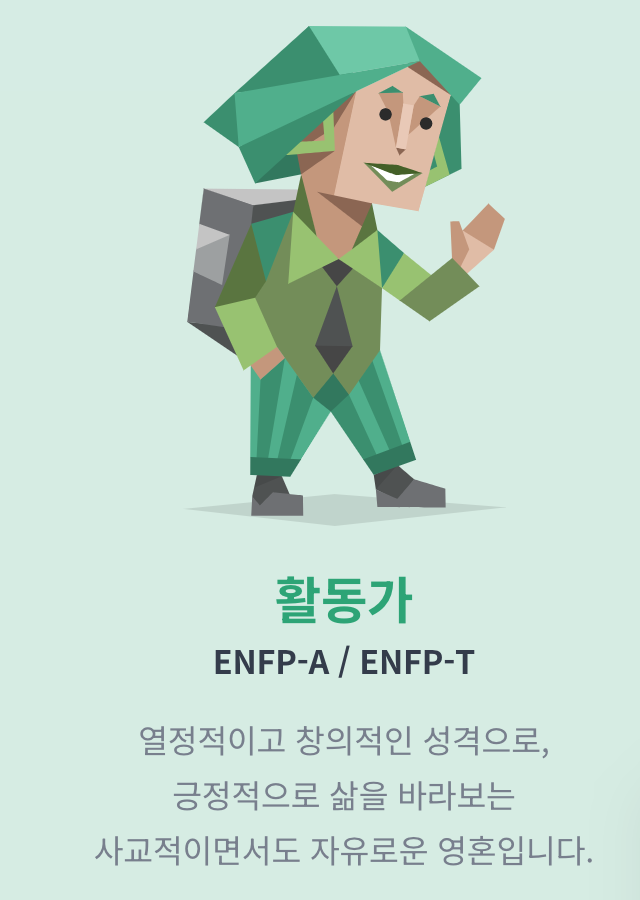 활동가
ENFP-A / ENFP-T
열정적이고 창의적인 성격으로,
긍정적으로 삶을 바라보는
사교적이면서도 자유로운 영혼입니다.